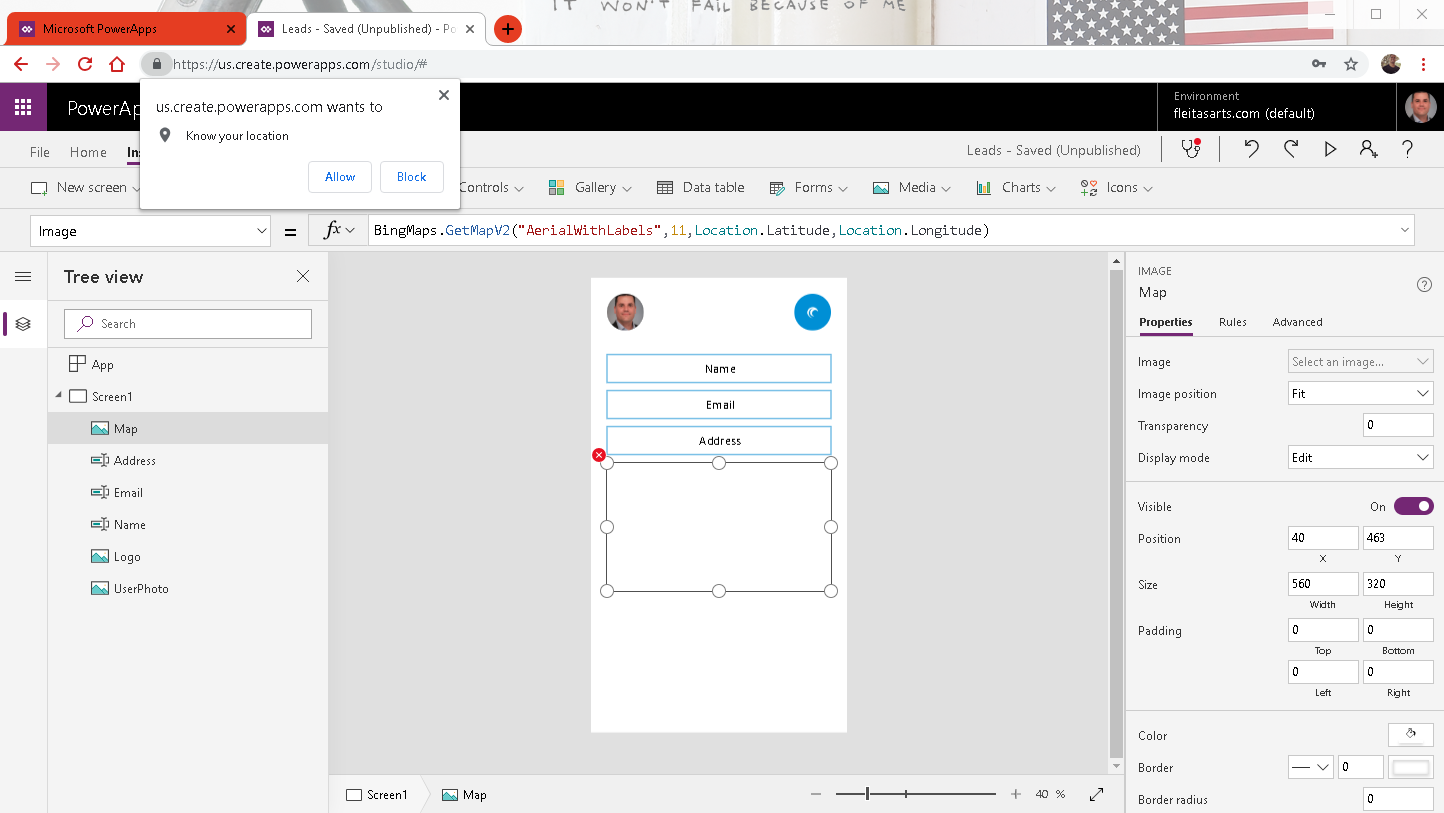 IT WON'T FAIL BECAUSE OF ME
Microsoft PowerApps
Leads - Saved (Unpublished) - Po
https://us.create.powerapps.com/studio/#
us.create.powerapps.com wants to
Know your location
Allow Block
PowerAp
Environment
fleitasarts.com (default)
File Home Ins
Leads - Saved (Unpublished)
New screen Controls Gallery Data table Forms Media Charts Icons
Image = fx BingMaps.GetMapV2("AerialWithLabels",11,Location.Latitude,Location.Longitude)
Tree view
Search
App
Screen1
Map
Address
Email
Name
Logo
UserPhoto
Name
Email
Address
Screen1 Map
40 %
IMAGE
Map
Properties Rules Advanced
Image Select an image...
Image position Fit
Transparency 0
Display mode Edit
Visible On
Position 40 463
X Y
Size 560 320
Width Height
Padding 0 0
Top Bottom
0 0
Left Right
Color
Border 0
Border radius 0